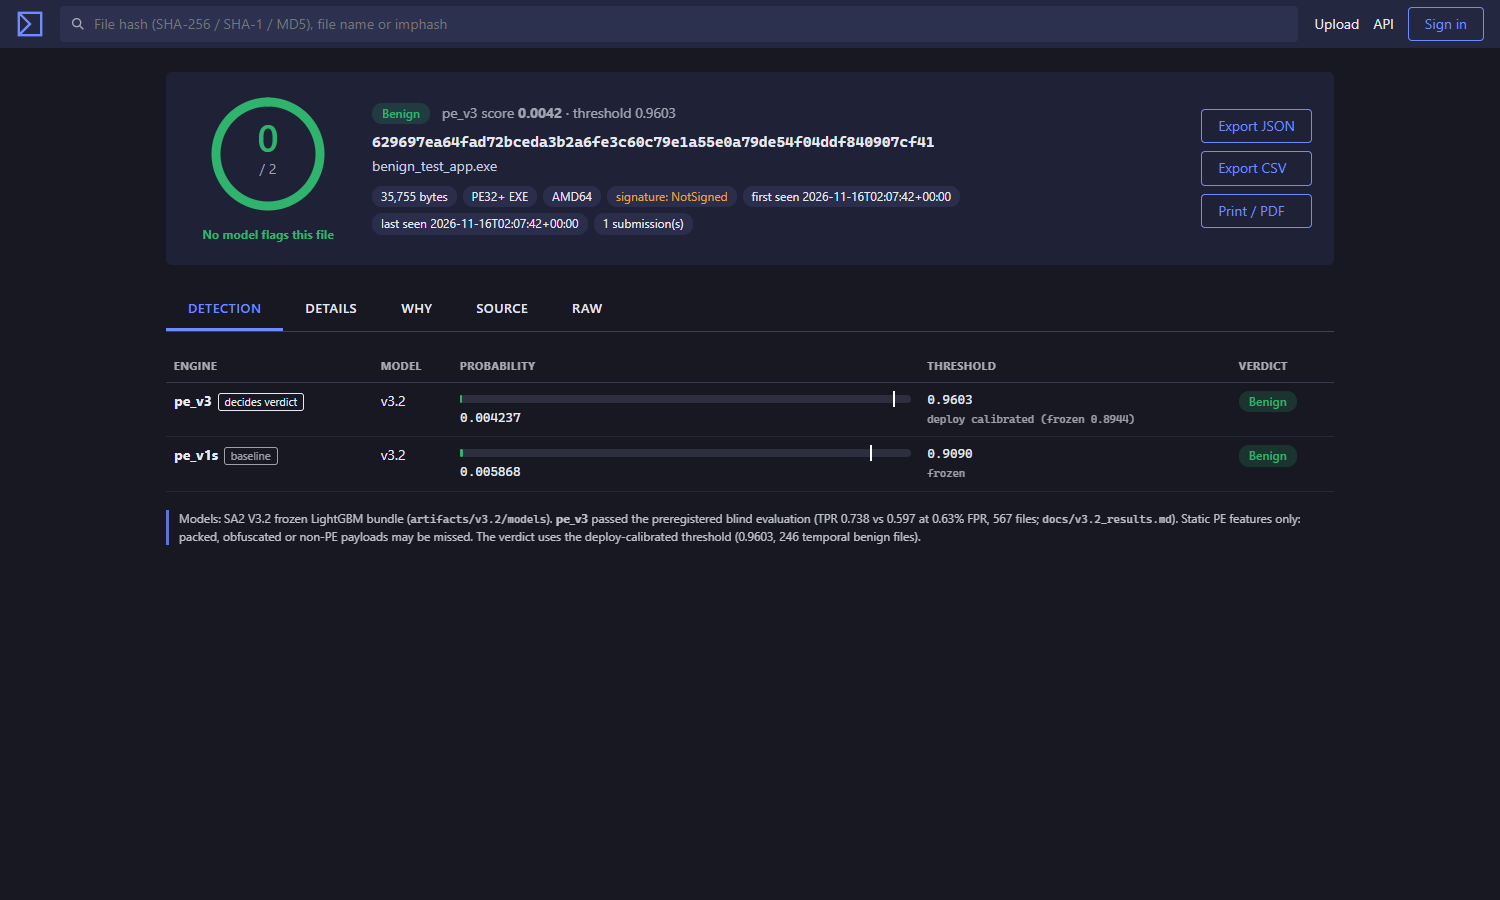 File hash (SHA-256 / SHA-1 / MD5), file name or imphash
Upload API Sign in
0
/ 2
No model flags this file
Benign pe_v3 score 0.0042 · threshold 0.9603
629697ea64fad72bceda3b2a6fe3c60c79e1a55e0a79de54f04ddf840907cf41
benign_test_app.exe
35,755 bytes PE32+ EXE AMD64 signature: NotSigned first seen 2026-11-16T02:07:42+00:00
last seen 2026-11-16T02:07:42+00:00 1 submission(s)
Export JSON
Export CSV
Print / PDF
DETECTION DETAILS WHY SOURCE RAW
ENGINE MODEL PROBABILITY THRESHOLD VERDICT
pe_v3 decides verdict v3.2 0.004237 0.9603 Benign
deploy calibrated (frozen 0.8944)
pe_v1s baseline v3.2 0.005868 0.9090 Benign
frozen
Models: SA2 V3.2 frozen LightGBM bundle (artifacts/v3.2/models). pe_v3 passed the preregistered blind evaluation (TPR 0.738 vs 0.597 at 0.63% FPR, 567 files; docs/v3.2_results.md). Static PE features only:
packed, obfuscated or non-PE payloads may be missed. The verdict uses the deploy-calibrated threshold (0.9603, 246 temporal benign files).